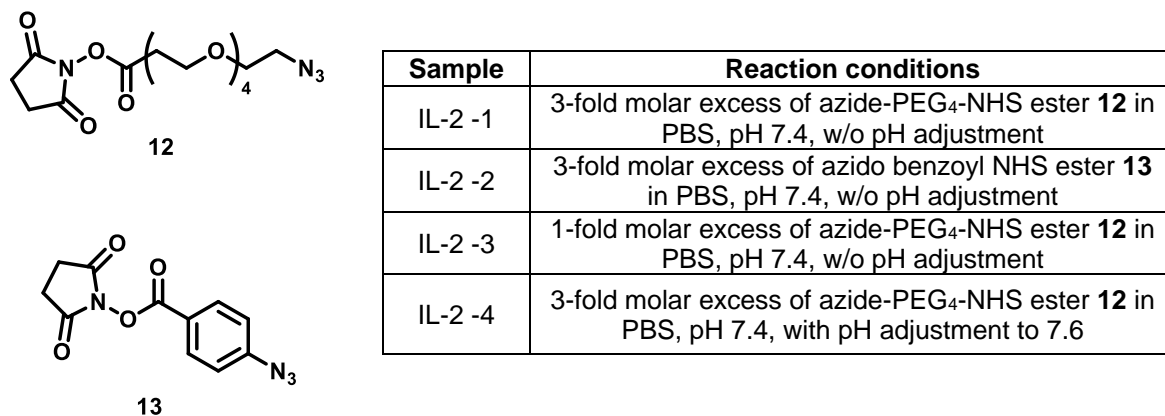 O
N
O
O
O
O
4
N3
12
O
N
O
O
O
N3
13
Sample Reaction conditions
IL-2 -1 3-fold molar excess of azide-PEG4-NHS ester 12 in
PBS, pH 7.4, w/o pH adjustment
IL-2 -2 3-fold molar excess of azido benzoyl NHS ester 13
in PBS, pH 7.4, w/o pH adjustment
IL-2 -3 1-fold molar excess of azide-PEG4-NHS ester 12 in
PBS, pH 7.4, w/o pH adjustment
IL-2 -4 3-fold molar excess of azide-PEG4-NHS ester 12 in
PBS, pH 7.4, with pH adjustment to 7.6